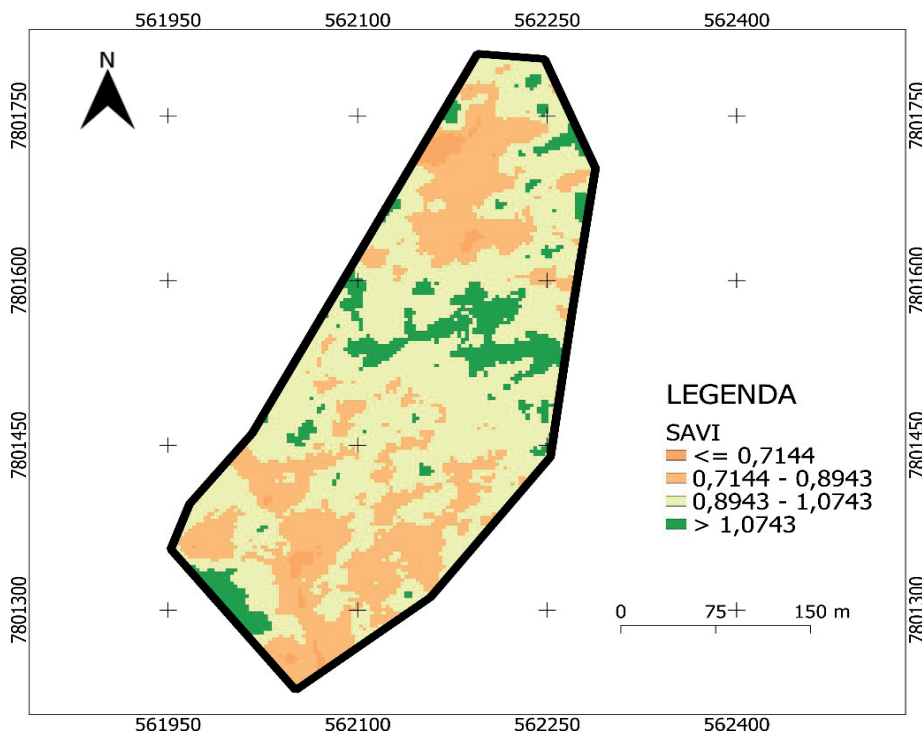 561950 562100 562250 562400
N
7801750 7801750
7801600 7801600
LEGENDA
SAVI
<= 0,7144
0,7144 - 0,8943
0,8943 - 1,0743
> 1,0743
7801450 7801450
7801300 7801300
0 75 150 m
561950 562100 562250 562400